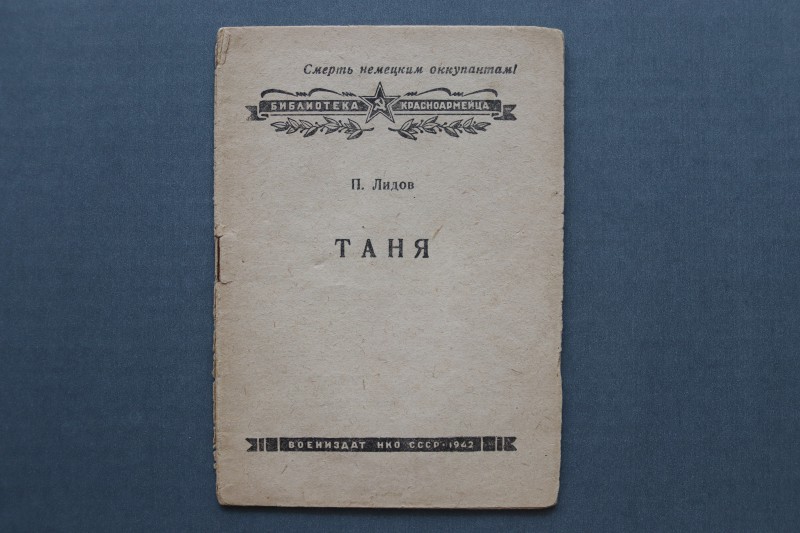 Смерть немецким оккупантам!
БИБЛИОТЕКА КРАСНОАРМЕЙЦА
П. Лидов
ТАНЯ
ВОЕНИЗДАТ НКО СССР-1942